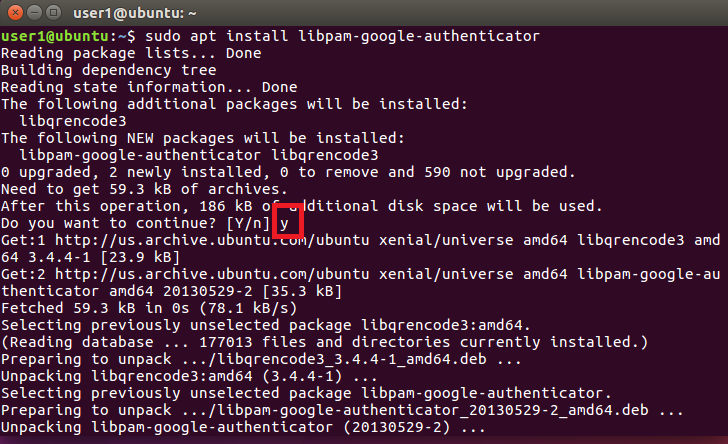 user1@ubuntu: ~
user1@ubuntu:~$ sudo apt install libpam-google-authenticator
Reading package lists... Done
Building dependency tree
Reading state information... Done
The following additional packages will be installed:
  libqrencode3
The following NEW packages will be installed:
  libpam-google-authenticator libqrencode3
0 upgraded, 2 newly installed, 0 to remove and 590 not upgraded.
Need to get 59.3 kB of archives.
After this operation, 186 kB of additional disk space will be used.
Do you want to continue? [Y/n] y
Get:1 http://us.archive.ubuntu.com/ubuntu xenial/universe amd64 libqrencode3 amd
64 3.4.4-1 [23.9 kB]
Get:2 http://us.archive.ubuntu.com/ubuntu xenial/universe amd64 libpam-google-au
thenticator amd64 20130529-2 [35.3 kB]
Fetched 59.3 kB in 0s (78.1 kB/s)
Selecting previously unselected package libqrencode3:amd64.
(Reading database ... 177013 files and directories currently installed.)
Preparing to unpack .../libqrencode3_3.4.4-1_amd64.deb ...
Unpacking libqrencode3:amd64 (3.4.4-1) ...
Selecting previously unselected package libpam-google-authenticator.
Preparing to unpack .../libpam-google-authenticator_20130529-2_amd64.deb ...
Unpacking libpam-google-authenticator (20130529-2) ...